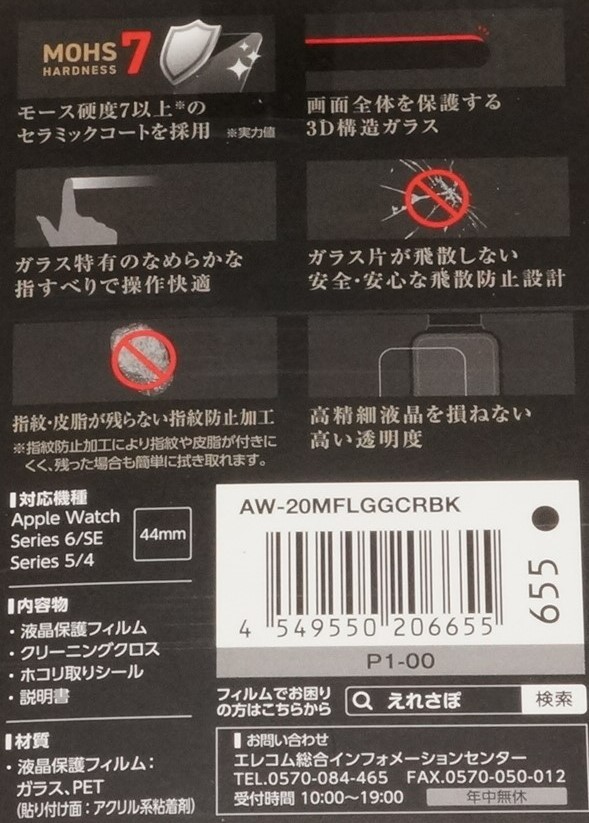 MOHS 7
HARDNESS
モース硬度7以上※の
セラミックコートを採用 ※実力値
画面全体を保護する
3D構造ガラス
ガラス特有のなめらかな
指すべりで操作快適
ガラス片が飛散しない
安全・安心な飛散防止設計
指紋・皮脂が残らない指紋防止加工
※指紋防止加工により指紋や皮脂が付きに
くく、残った場合も簡単に拭き取れます。
高精細液晶を損ねない
高い透明度
対応機種
Apple Watch
Series 6/SE
Series 5/4
44mm
内容物
・液晶保護フィルム
・クリーニングクロス
・ホコリ取りシール
・説明書
材質
・液晶保護フィルム：
ガラス、PET
(貼り付け面：アクリル系粘着剤)
AW-20MFLGGCRBK
4 549550 206655
655
P1-00
フィルムでお困り
の方はこちらから
えれさぽ 検索
お問い合わせ
エレコム総合インフォメーションセンター
TEL.0570-084-465 FAX.0570-050-012
受付時間 10:00～19:00 年中無休